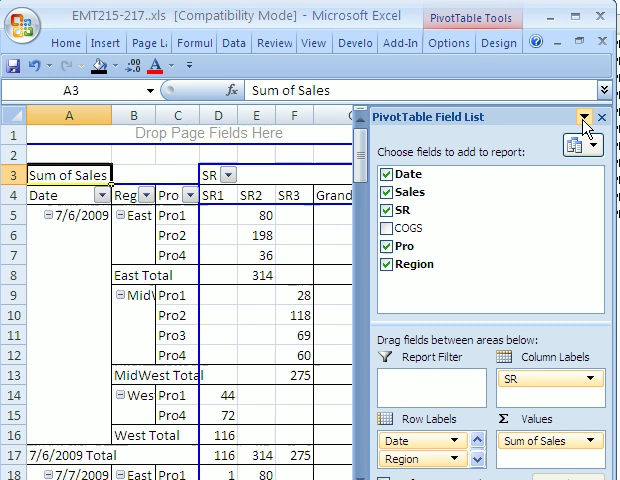 EMT215-217..xls [Compatibility Mode] - Microsoft Excel
PivotTable Tools
Home Insert Page L Formul Data Review View Develo Add-In Options Design
A3 fx Sum of Sales
A B C D E F
PivotTable Field List
1 Drop Page Fields Here
2
Choose fields to add to report:
3 Sum of Sales SR
4 Date Reg Pro SR1 SR2 SR3 Grand
5 7/6/2009 East Pro1 80
6 Pro2 198
7 Pro4 36
8 East Total 314
9 MidW Pro1 28
10 Pro2 118
11 Pro3 69
12 Pro4 60
13 MidWest Total 275
14 Wes Pro1 44
15 Pro4 72
16 West Total 116
17 7/6/2009 Total 116 314 275
18 7/7/2009 East Pro1 1 80
Date
Sales
SR
COGS
Pro
Region
Drag fields between areas below:
Report Filter
Column Labels
SR
Row Labels
Σ Values
Date
Sum of Sales
Region